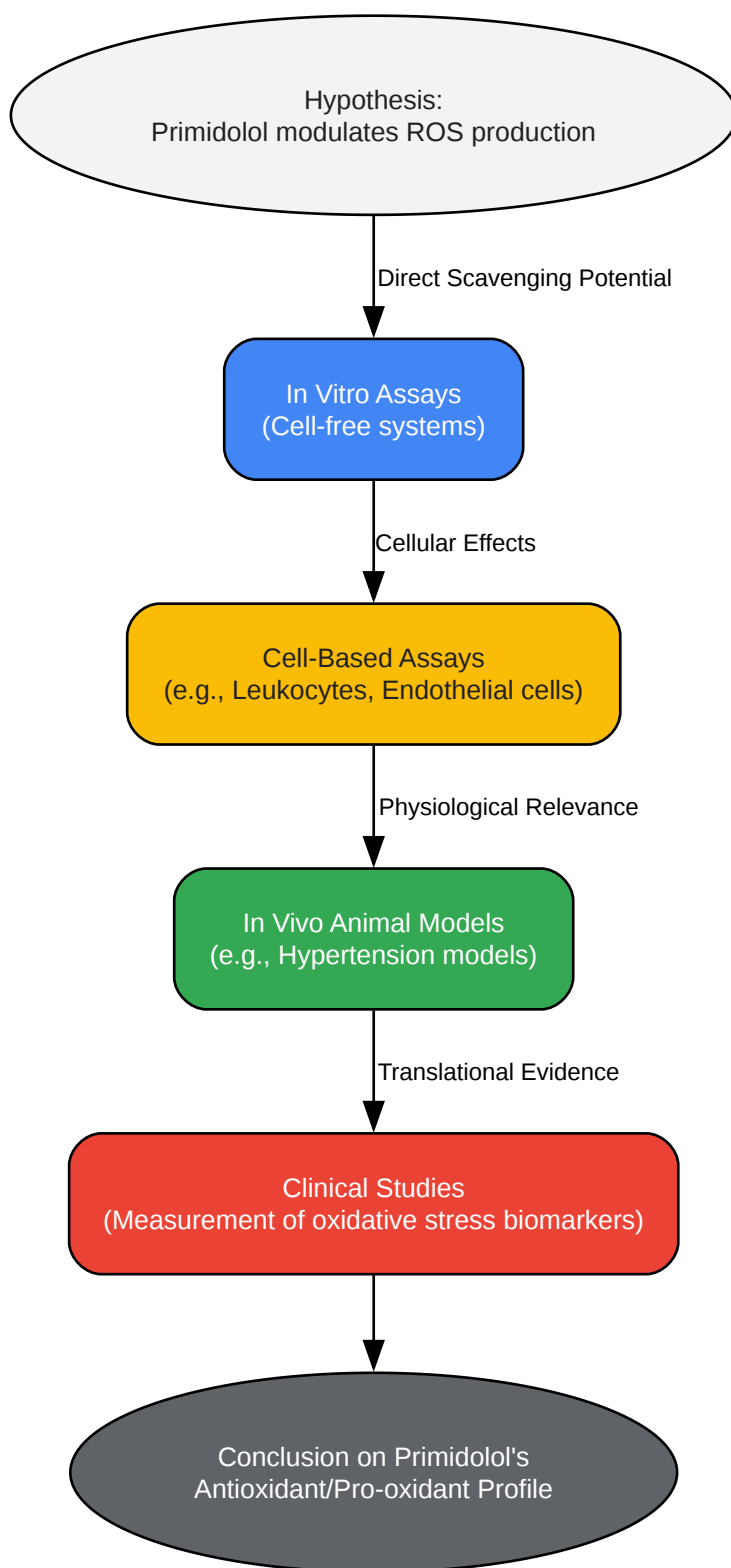 Hypothesis:
Primidolol modulates ROS production
Direct Scavenging Potential
In Vitro Assays
(Cell-free systems)
Cellular Effects
Cell-Based Assays
(e.g., Leukocytes, Endothelial cells)
Physiological Relevance
In Vivo Animal Models
(e.g., Hypertension models)
Translational Evidence
Clinical Studies
(Measurement of oxidative stress biomarkers)
Conclusion on Primidolol's
Antioxidant/Pro-oxidant Profile